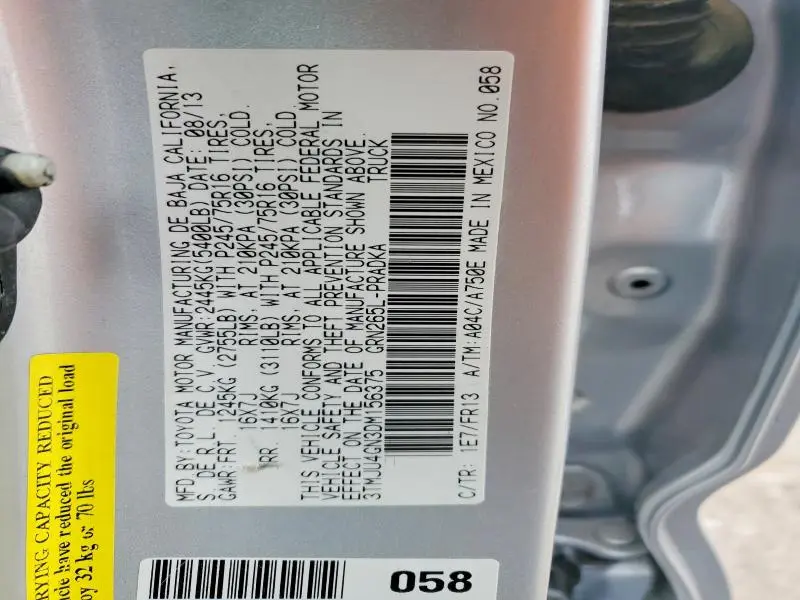 MFD BY:TOYOTA MOTOR MANUFACTURING DE BAJA CALIFORNIA,
S. DE R.L. DE C.V. GVWR:2445KG(5400LB) DATE: 08/13
GAWR:FRT. 1245KG (2755LB) WITH P245/75R16 TIRES,
16X7J RIMS, AT 210KPA (30PSI) COLD.
RR. 1410KG (3110LB) WITH P245/75R16 TIRES,
16X7J RIMS, AT 210KPA (30PSI) COLD.
THIS VEHICLE CONFORMS TO ALL APPLICABLE FEDERAL MOTOR
VEHICLE SAFETY AND THEFT PREVENTION STANDARDS IN
EFFECT ON THE DATE OF MANUFACTURE SHOWN ABOVE.
3TMJU4GN3DM156375 GRN265L-PRADKA TRUCK
C/TR: 1E7/FR13 A/TM:A04C/A750E MADE IN MEXICO NO.058
RYING CAPACITY REDUCED
cle have reduced the original load
by 32 kg or 70 lbs
058